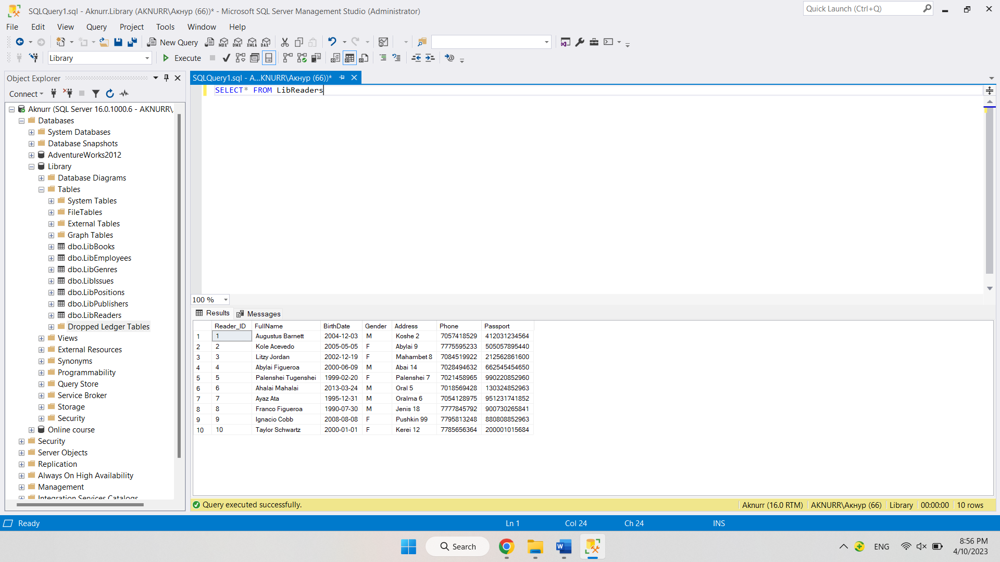 SQLQuery1.sql - Aknurr.Library (AKNURR\Акнур (66))* - Microsoft SQL Server Management Studio (Administrator)
Quick Launch (Ctrl+Q)
File Edit View Query Project Tools Window Help
New Query MDX DMX XMLA DAX
Library Execute
Object Explorer
SQLQuery1.sql - A...KNURR\Акнур (66))*
Connect
SELECT* FROM LibReaders
Aknurr (SQL Server 16.0.1000.6 - AKNURR\
Databases
System Databases
Database Snapshots
AdventureWorks2012
Library
Database Diagrams
Tables
System Tables
FileTables
External Tables
Graph Tables
dbo.LibBooks
dbo.LibEmployees
dbo.LibGenres
dbo.LibIssues
dbo.LibPositions
dbo.LibPublishers
dbo.LibReaders
Dropped Ledger Tables
Views
External Resources
Synonyms
Programmability
Query Store
Service Broker
Storage
Security
Online course
Security
Server Objects
Replication
Always On High Availability
Management
Integration Services Catalogs
100 %
Results Messages
Reader_ID FullName BirthDate Gender Address Phone Passport
1 1 Augustus Barnett 2004-12-03 M Koshe 2 7057418529 412031234564
2 2 Kole Acevedo 2005-05-05 F Abylai 9 7775595233 505057895440
3 3 Litzy Jordan 2002-12-19 F Mahambet 8 7084519922 212562861600
4 4 Abylai Figueroa 2000-06-09 M Abai 14 7028494632 662545454650
5 5 Palenshei Tugenshei 1999-02-20 F Palenshei 7 7021458965 990220852960
6 6 Ahalai Mahalai 2013-03-24 M Oral 5 7018569428 130324852963
7 7 Ayaz Ata 1995-12-31 M Oralma 6 7054128975 951231741852
8 8 Franco Figueroa 1990-07-30 M Jenis 18 7777845792 900730265841
9 9 Ignacio Cobb 2008-08-08 F Pushkin 99 7795813248 880808852963
10 10 Taylor Schwartz 2000-01-01 F Kerei 12 7785656364 200001015684
Query executed successfully.
Aknurr (16.0 RTM) AKNURR\Акнур (66) Library 00:00:00 10 rows
Ready Ln 1 Col 24 Ch 24 INS
Search
ENG
8:56 PM
4/10/2023